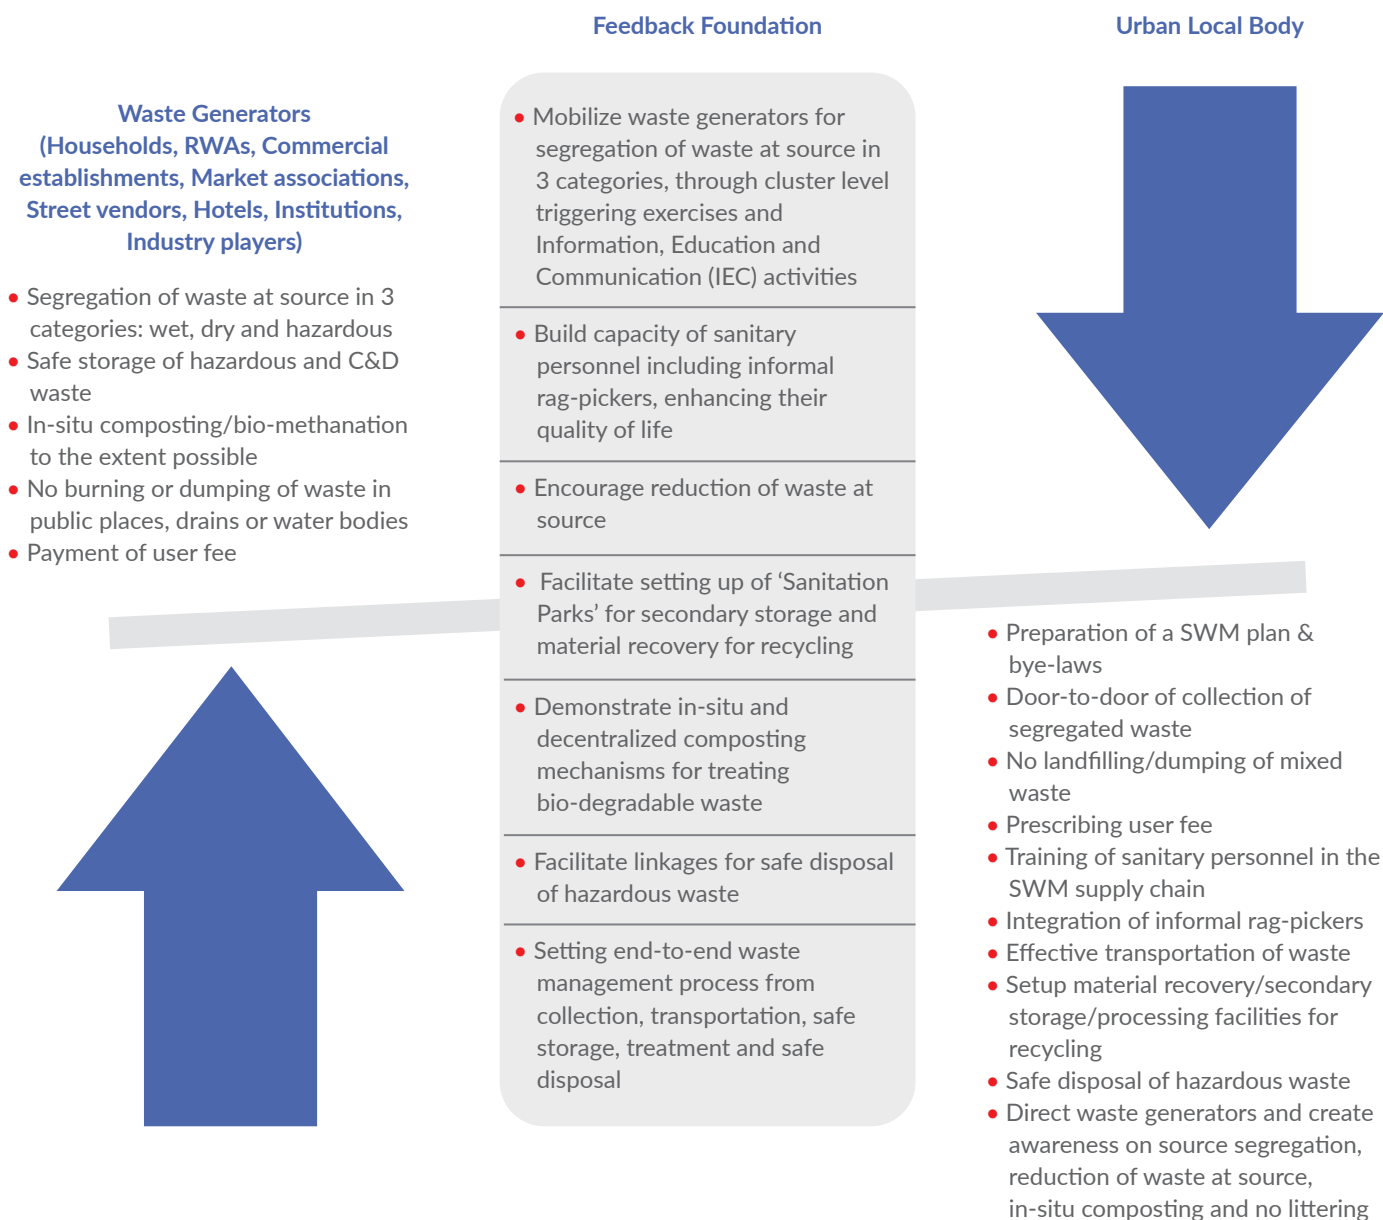 Waste Generators
(Households, RWAs, Commercial
establishments, Market associations,
Street vendors, Hotels, Institutions,
Industry players)
• Segregation of waste at source in 3
categories: wet, dry and hazardous
• Safe storage of hazardous and C&D
waste
• In-situ composting/bio-methanation
to the extent possible
• No burning or dumping of waste in
public places, drains or water bodies
• Payment of user fee
Feedback Foundation
• Mobilize waste generators for
segregation of waste at source in
3 categories, through cluster level
triggering exercises and
Information, Education and
Communication (IEC) activities
• Build capacity of sanitary
personnel including informal
rag-pickers, enhancing their
quality of life
• Encourage reduction of waste at
source
• Facilitate setting up of ‘Sanitation
Parks’ for secondary storage and
material recovery for recycling
• Demonstrate in-situ and
decentralized composting
mechanisms for treating
bio-degradable waste
• Facilitate linkages for safe disposal
of hazardous waste
• Setting end-to-end waste
management process from
collection, transportation, safe
storage, treatment and safe
disposal
Urban Local Body
• Preparation of a SWM plan &
bye-laws
• Door-to-door of collection of
segregated waste
• No landfilling/dumping of mixed
waste
• Prescribing user fee
• Training of sanitary personnel in the
SWM supply chain
• Integration of informal rag-pickers
• Effective transportation of waste
• Setup material recovery/secondary
storage/processing facilities for
recycling
• Safe disposal of hazardous waste
• Direct waste generators and create
awareness on source segregation,
reduction of waste at source,
in-situ composting and no littering